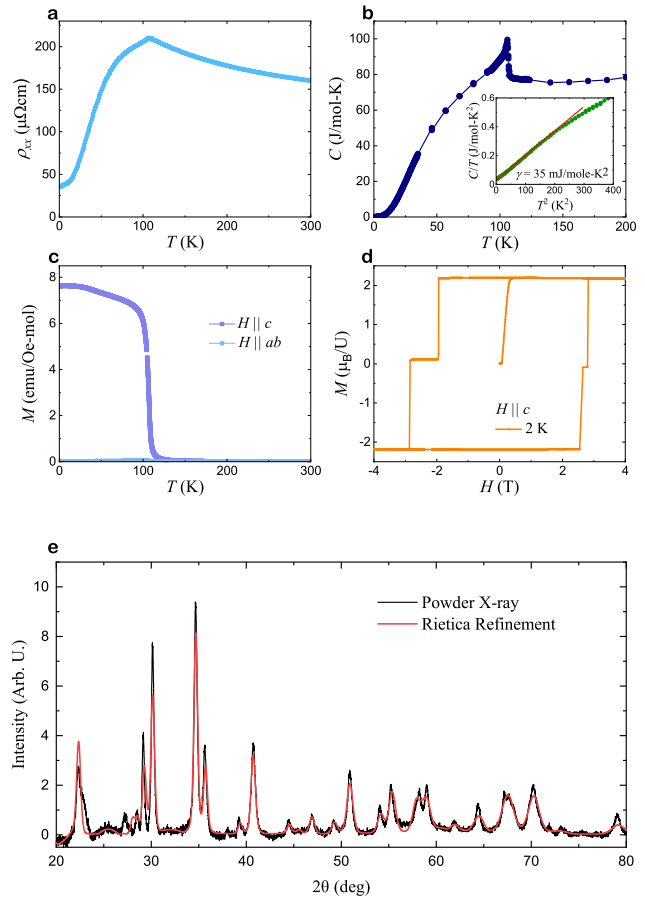 a
200
150
100
50
0
ρxx (μΩcm)
0 100 200 300
T (K)
b
100
80
60
40
20
0
C (J/mol-K)
0 50 100 150 200
T (K)
0.6
0.4
0.2
0
C/T (J/mol-K2)
γ = 35 mJ/mole-K2
0 100 200 300 400
T2 (K2)
c
8
6
4
2
0
M (emu/Oe-mol)
H || c
H || ab
0 100 200 300
T (K)
d
2
1
0
-1
-2
M (μB/U)
H || c
2 K
-4 -2 0 2 4
H (T)
e
10
8
6
4
2
0
Intensity (Arb. U.)
Powder X-ray
Rietica Refinement
20 30 40 50 60 70 80
2θ (deg)